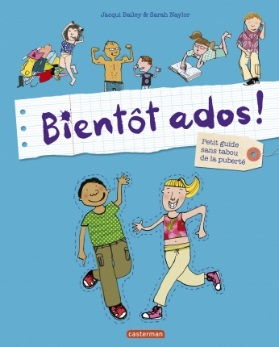 Jacqui Bailey & Sarah Naylor
Bientôt ados !
Petit guide
sans tabou
de la puberté
casterman